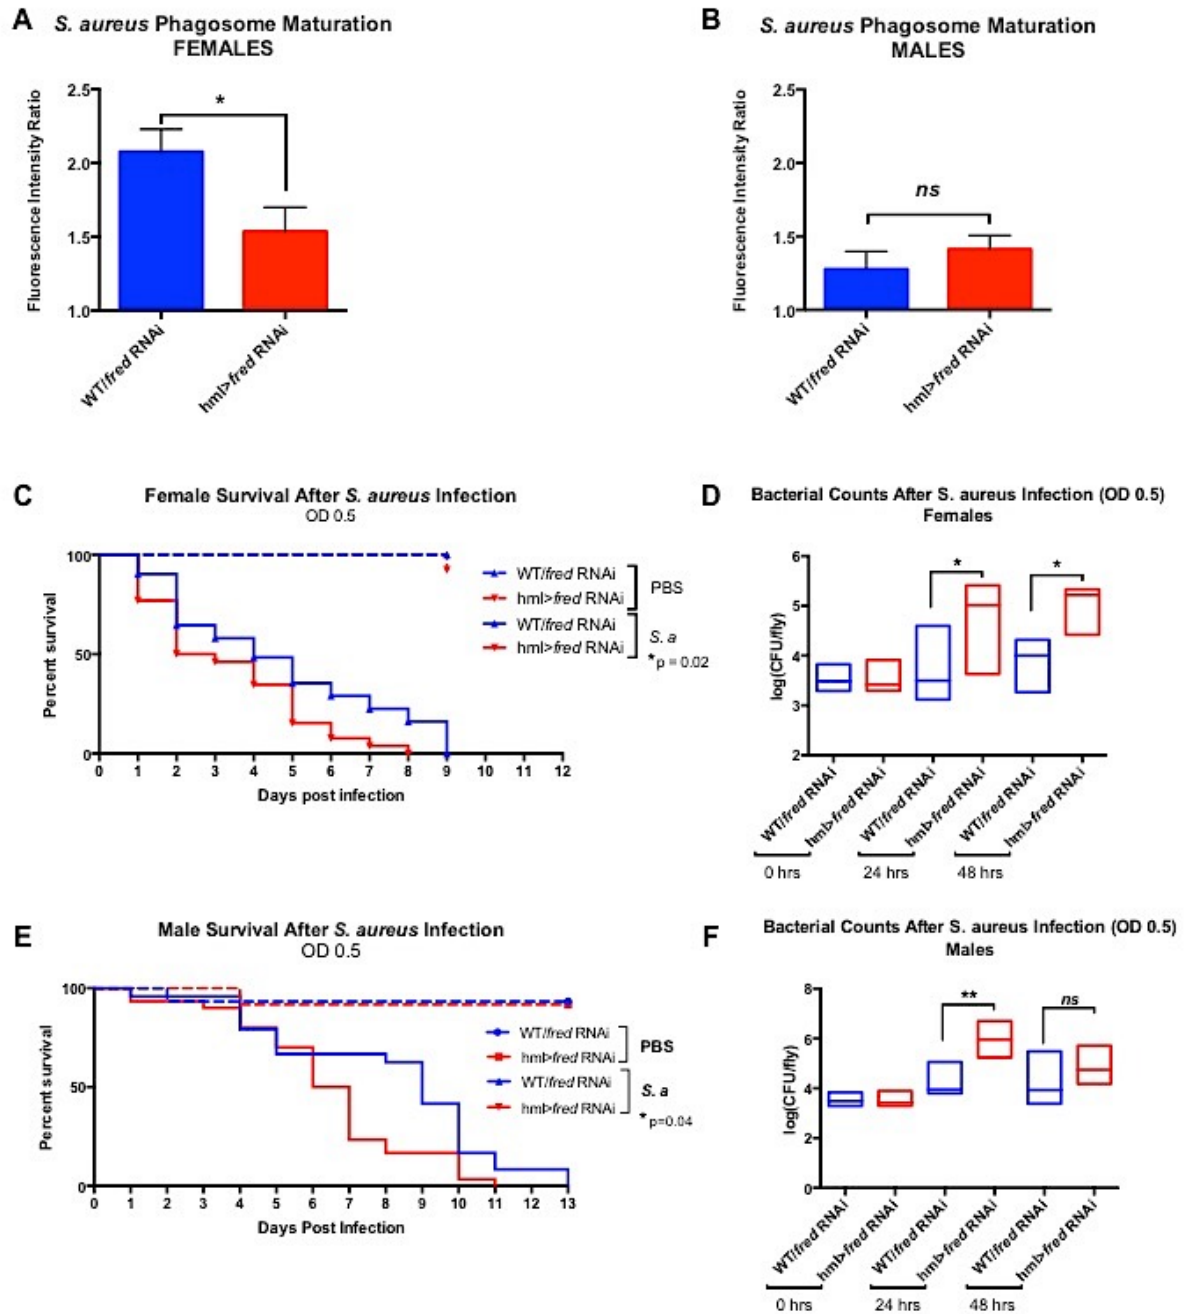 A
S. aureus Phagosome Maturation
FEMALES
Fluorescence Intensity Ratio
2.5
2.0
1.5
1.0
*
WT/fred RNAi
hml>fred RNAi
B
S. aureus Phagosome Maturation
MALES
Fluorescence Intensity Ratio
2.5
2.0
1.5
1.0
ns
WT/fred RNAi
hml>fred RNAi
C
Female Survival After S. aureus Infection
OD 0.5
Percent survival
100
50
0
0 1 2 3 4 5 6 7 8 9 10 11 12
Days post infection
WT/fred RNAi
hml>fred RNAi
PBS
WT/fred RNAi
hml>fred RNAi
S. a
*p = 0.02
D
Bacterial Counts After S. aureus Infection (OD 0.5)
Females
log(CFU/fly)
6
5
4
3
2
*
*
WT/fred RNAi
hml>fred RNAi
WT/fred RNAi
hml>fred RNAi
WT/fred RNAi
hml>fred RNAi
0 hrs
24 hrs
48 hrs
E
Male Survival After S. aureus Infection
OD 0.5
Percent survival
100
50
0
0 1 2 3 4 5 6 7 8 9 10 11 12 13
Days Post Infection
WT/fred RNAi
hml>fred RNAi
PBS
WT/fred RNAi
hml>fred RNAi
S. a
*p=0.04
F
Bacterial Counts After S. aureus Infection (OD 0.5)
Males
log(CFU/fly)
8
6
4
2
0
**
ns
WT/fred RNAi
hml>fred RNAi
WT/fred RNAi
hml>fred RNAi
WT/fred RNAi
hml>fred RNAi
0 hrs
24 hrs
48 hrs